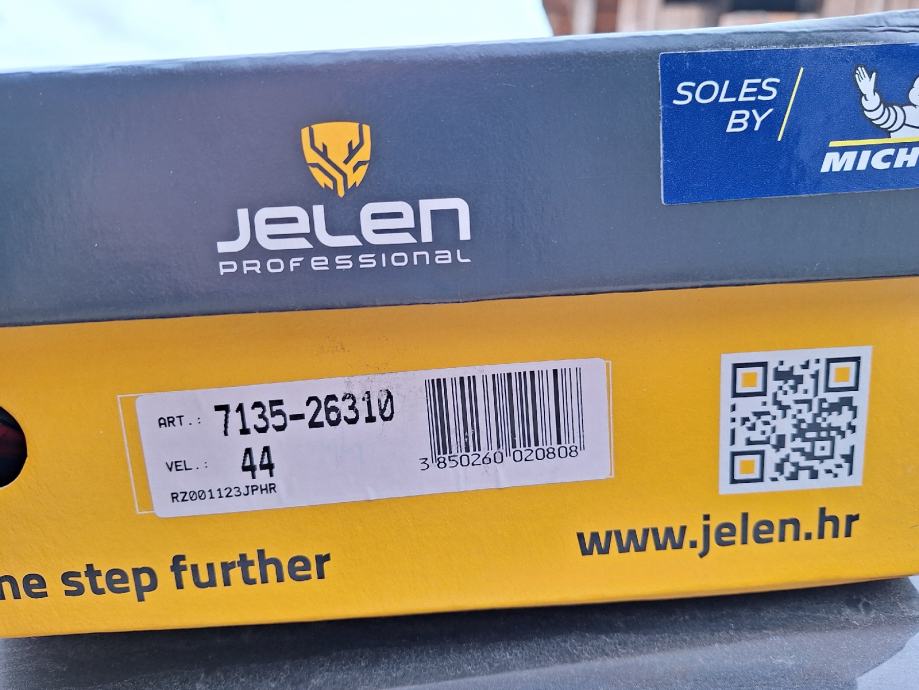 SOLES
BY
MICH
JELEN
PROFESSIONAL
ART.: 7135-26310
VEL.: 44
RZ001123JPHR
3 850260 020808
ne step further
www.jelen.hr